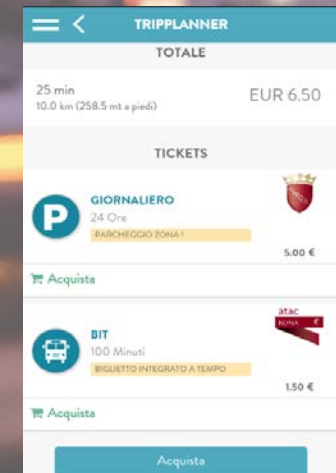 TRIPPLANNER
TOTALE
25 min
10.0 km (258.5 mt a piedi)
EUR 6.50
TICKETS
GIORNALIERO
24 Ore
PARCHEGGIO ZONA 1
5.00 €
Acquista
atac
ROMA €
BIT
100 Minuti
BIGLIETTO INTEGRATO A TEMPO
1.50 €
Acquista
Acquista